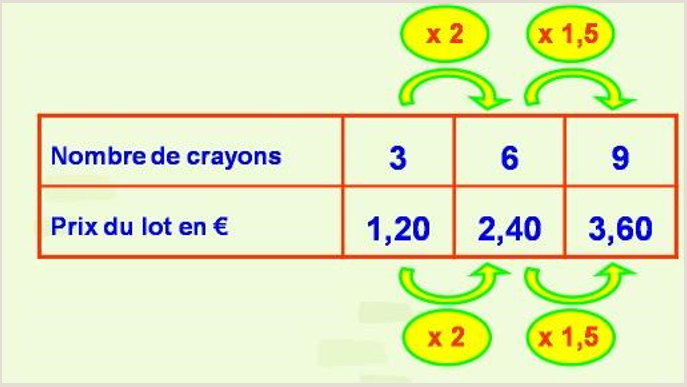 x 2 x 1,5
Nombre de crayons 3 6 9
Prix du lot en € 1,20 2,40 3,60
x 2 x 1,5